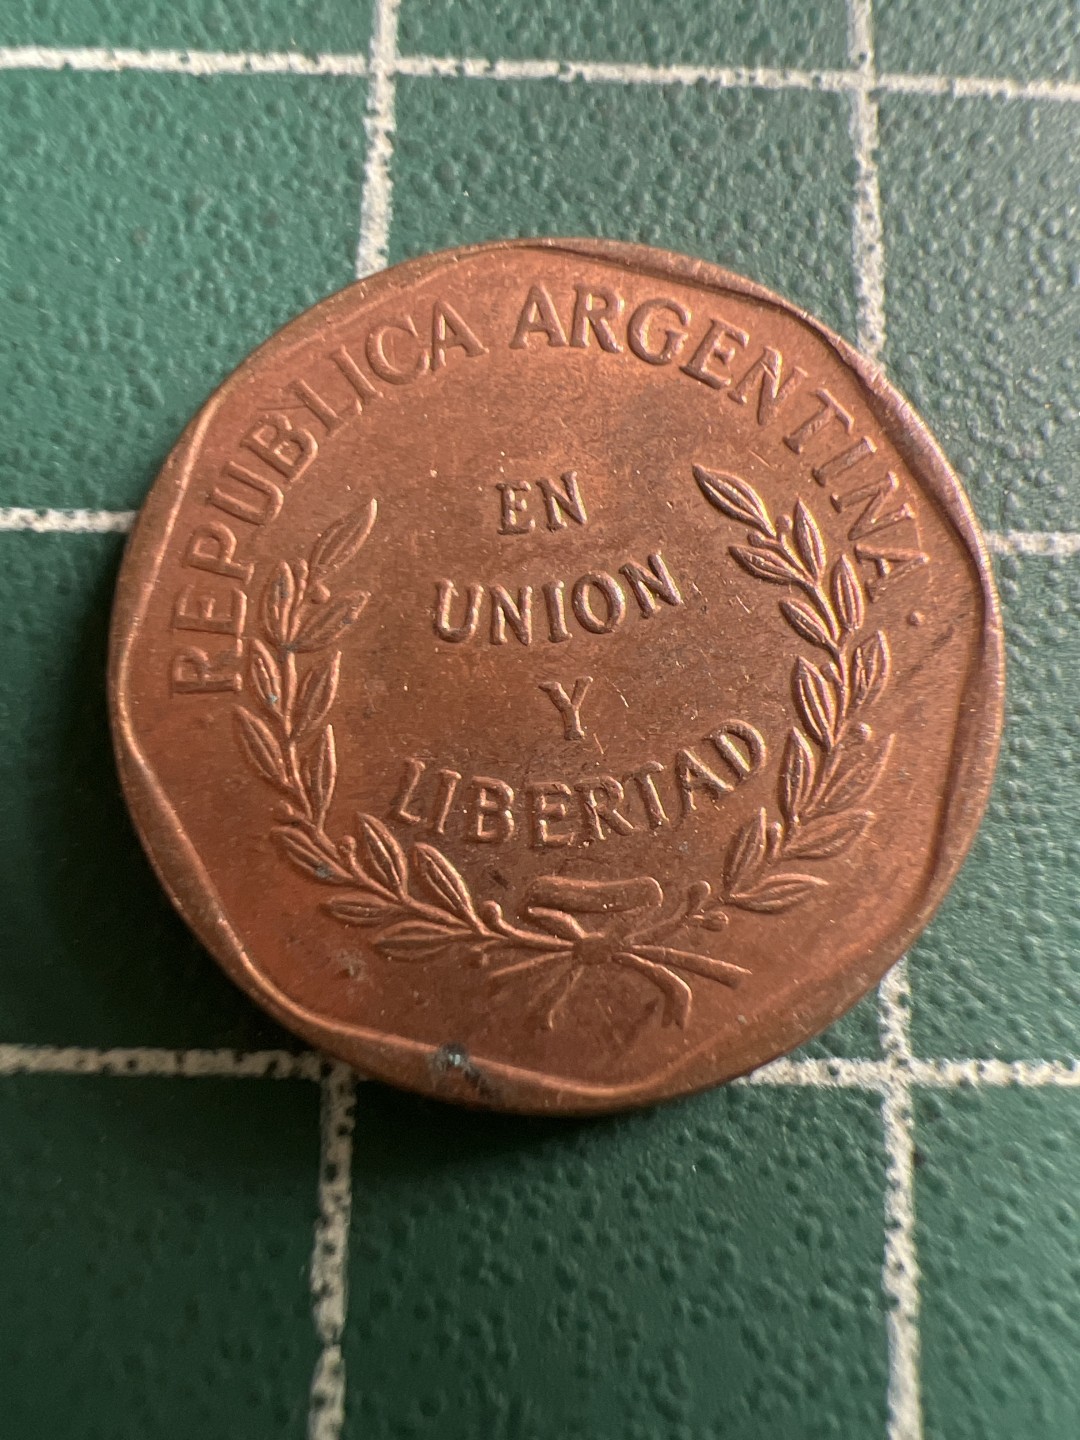 REPUBLICA ARGENTINA.
EN
UNION
Y
LIBERTAD